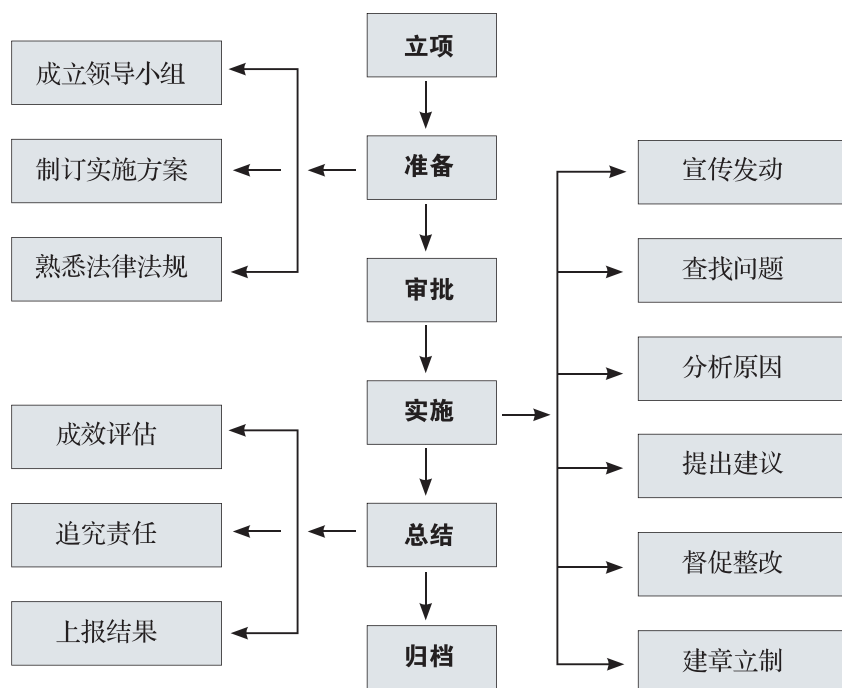 立项
准备
成立领导小组
制订实施方案
熟悉法律法规
审批
实施
宣传发动
查找问题
分析原因
提出建议
督促整改
建章立制
总结
成效评估
追究责任
上报结果
归档